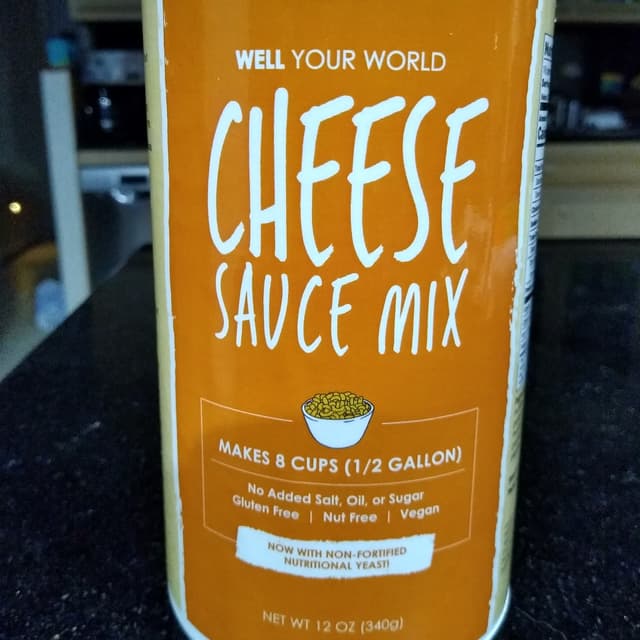 WELL YOUR WORLD
CHEESE
SAUCE MIX
MAKES 8 CUPS (1/2 GALLON)
No Added Salt, Oil, or Sugar
Gluten Free | Nut Free | Vegan
NOW WITH NON-FORTIFIED
NUTRITIONAL YEAST!
NET WT 12 OZ (340g)